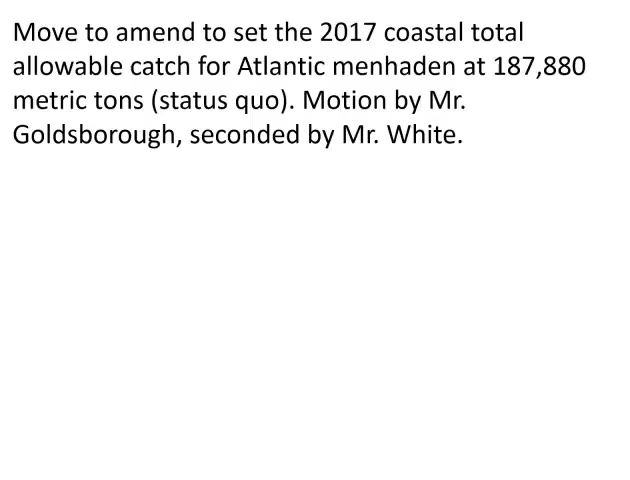 Move to amend to set the 2017 coastal total
allowable catch for Atlantic menhaden at 187,880
metric tons (status quo). Motion by Mr.
Goldsborough, seconded by Mr. White.